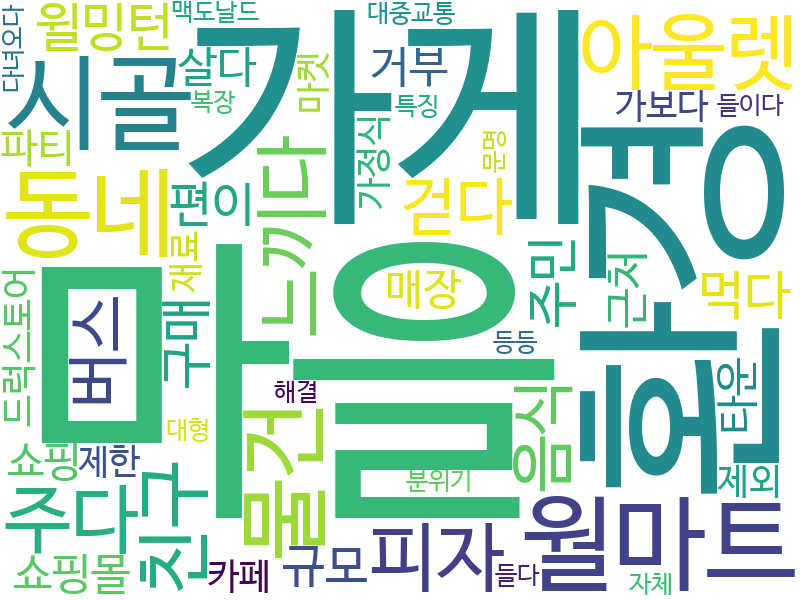 다녀오다
윌밍턴
맥도날드
대중교통
아울렛
시골
살다
가게
거부
마켓
복장
특징
가보다
들이다
파티
동네
편이
느끼다
가정식
걷다
문명
환경
재료
매장
주민
근처
먹다
드럭스토어
마을
버스
구매
등등
타운
해결
대형
물건
음식
쇼핑
제한
친구
분위기
제외
주다
월마트
피자
쇼핑몰
카페
규모
들다
자체